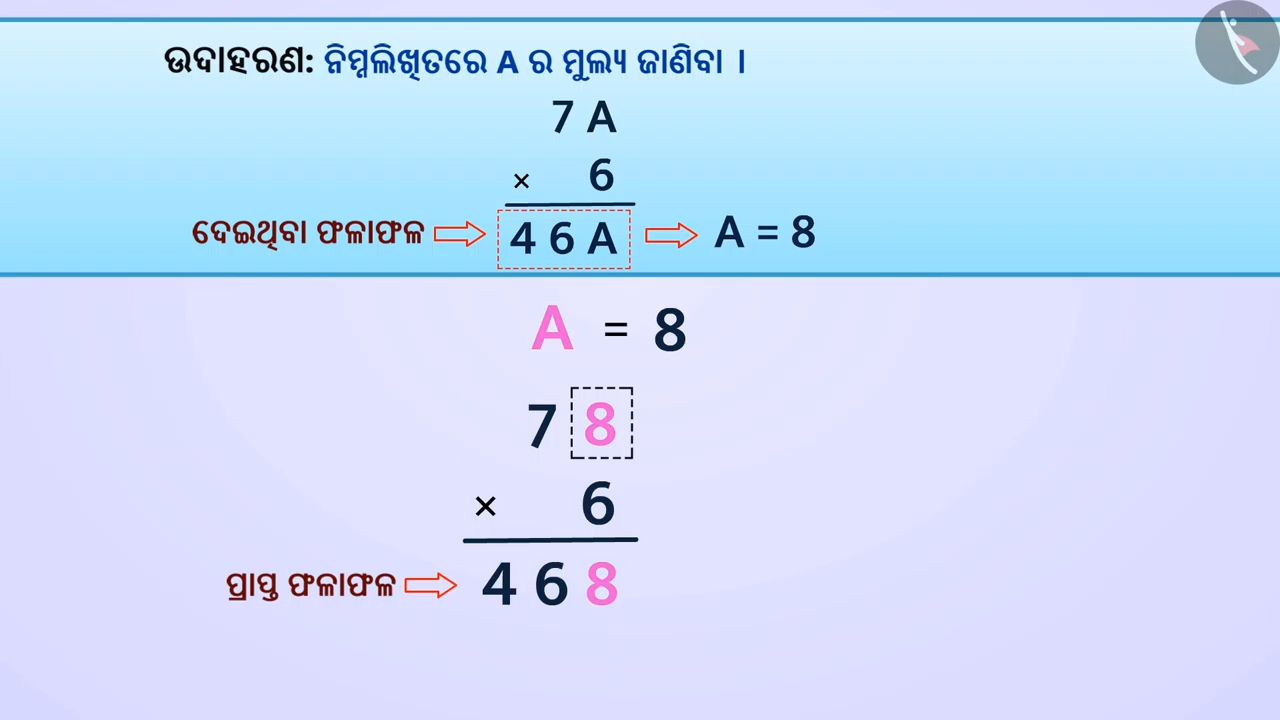 ଉଦାହରଣ: ନିମ୍ନଲିଖିତରେ A ର ମୁଲ୍ୟ ଜାଣିବା ।
7 A
× 6
ଦେଇଥିବା ଫଳାଫଳ ⇨ 4 6 A ⇨ A = 8
A = 8
7 8
× 6
ପ୍ରାପ୍ତ ଫଳାଫଳ ⇨ 4 6 8